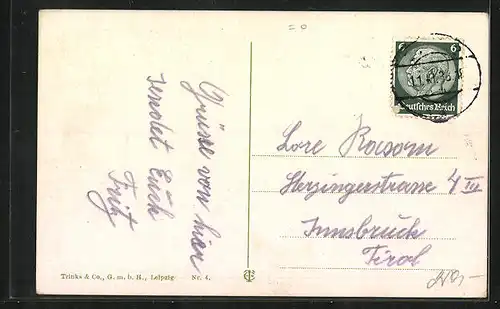 Grüsse von hier
sendet Euch
Fritz
Trinks & Co., G. m. b. H., Leipzig Nr. 4.
6 6
Deutsches Reich
Lore
Herzingerstrasse 4 III
Innsbruck
Tirol